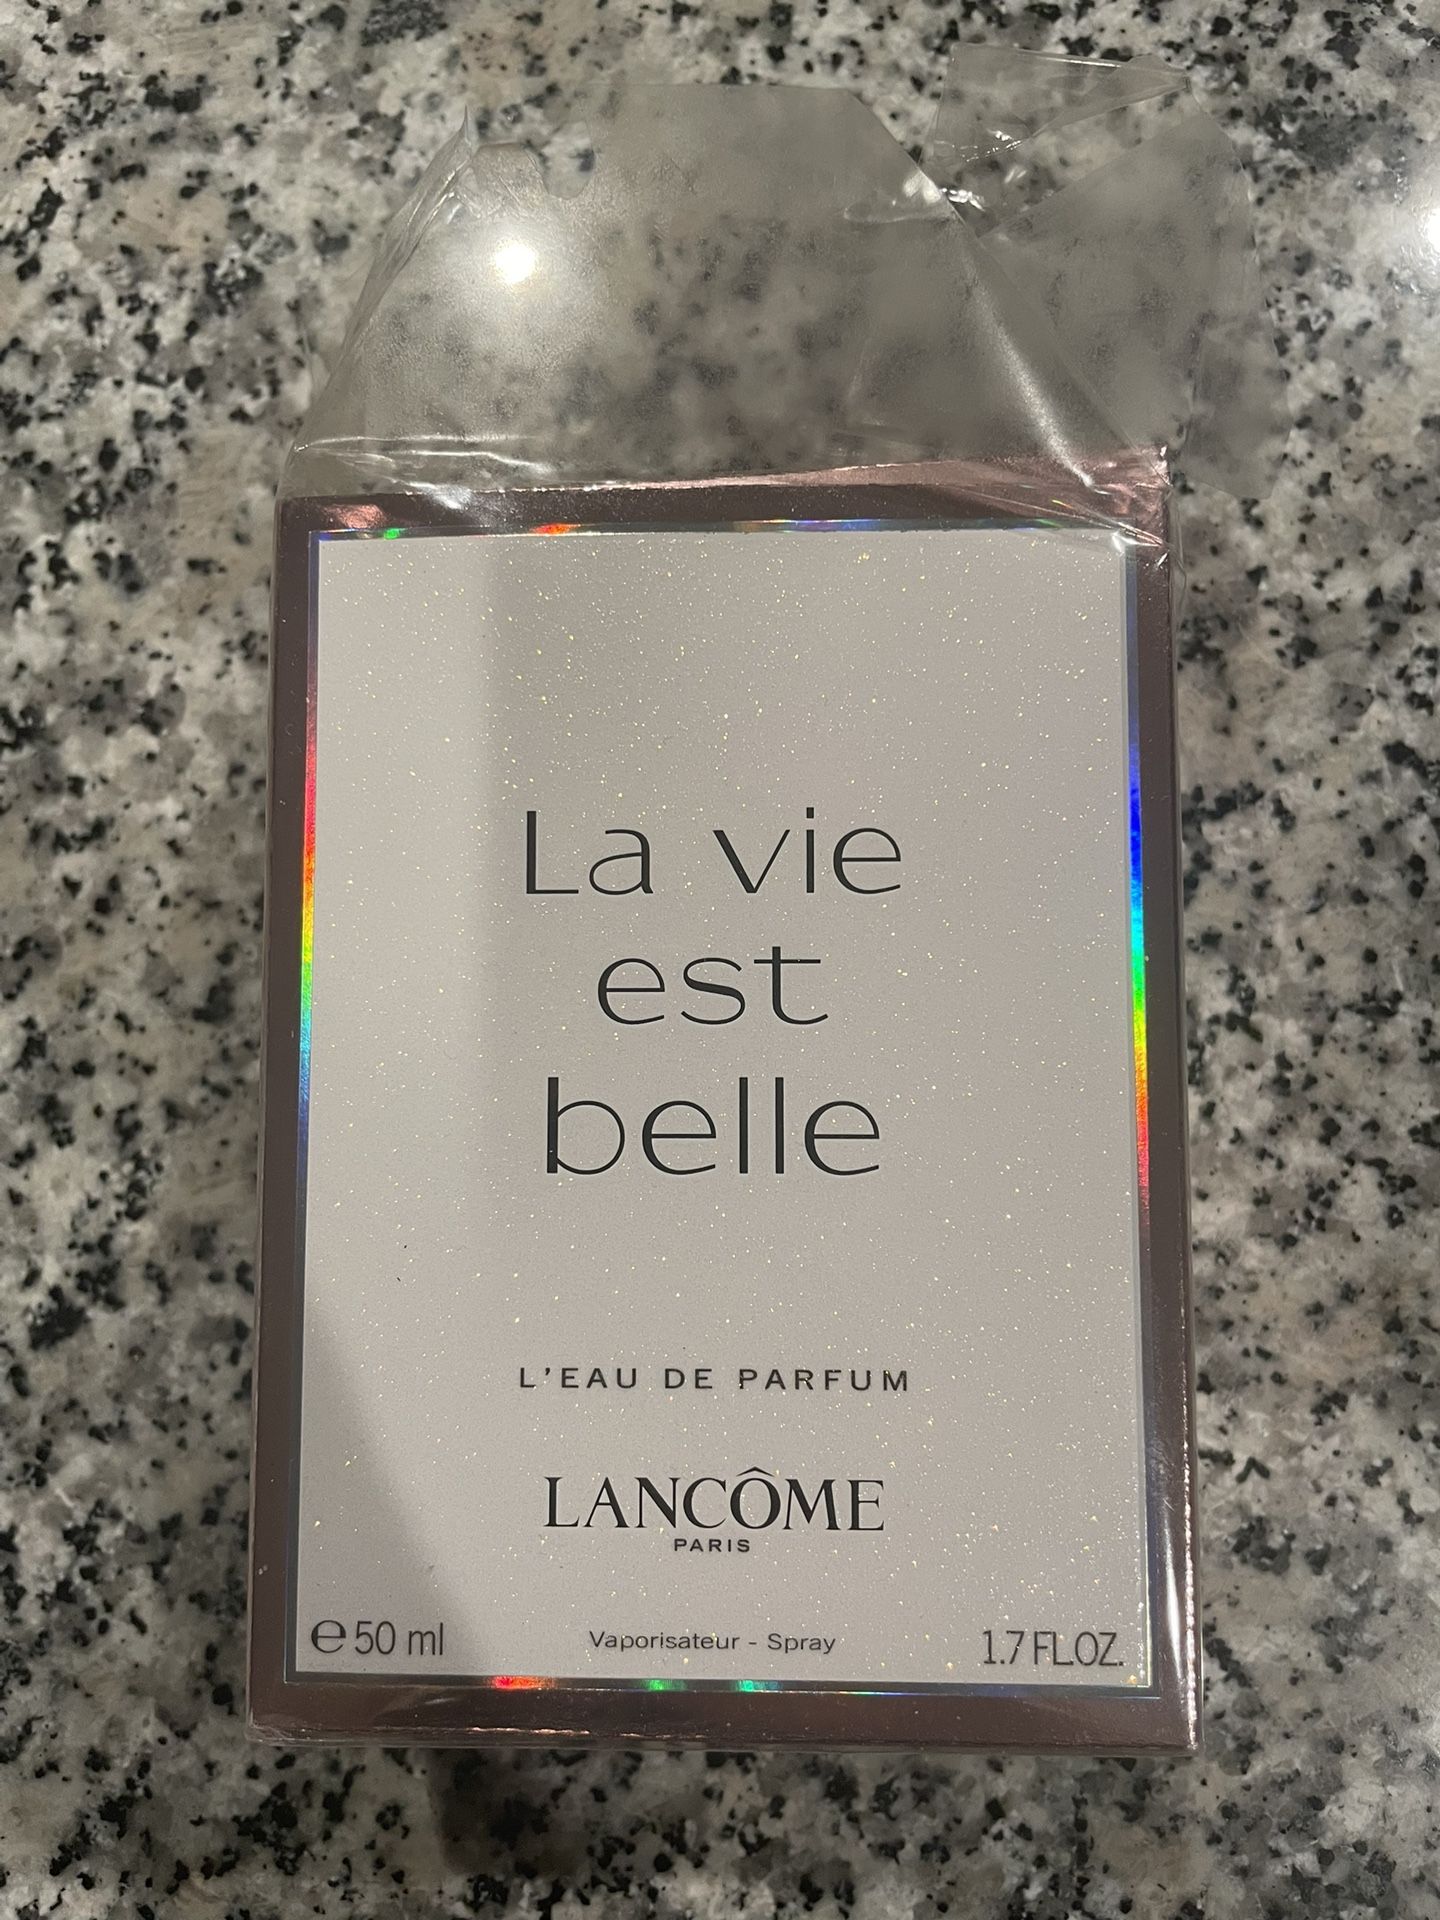 La vie
est
belle
L'EAU DE PARFUM
LANCÔME
PARIS
℮ 50 ml Vaporisateur - Spray 1.7 FL.OZ.